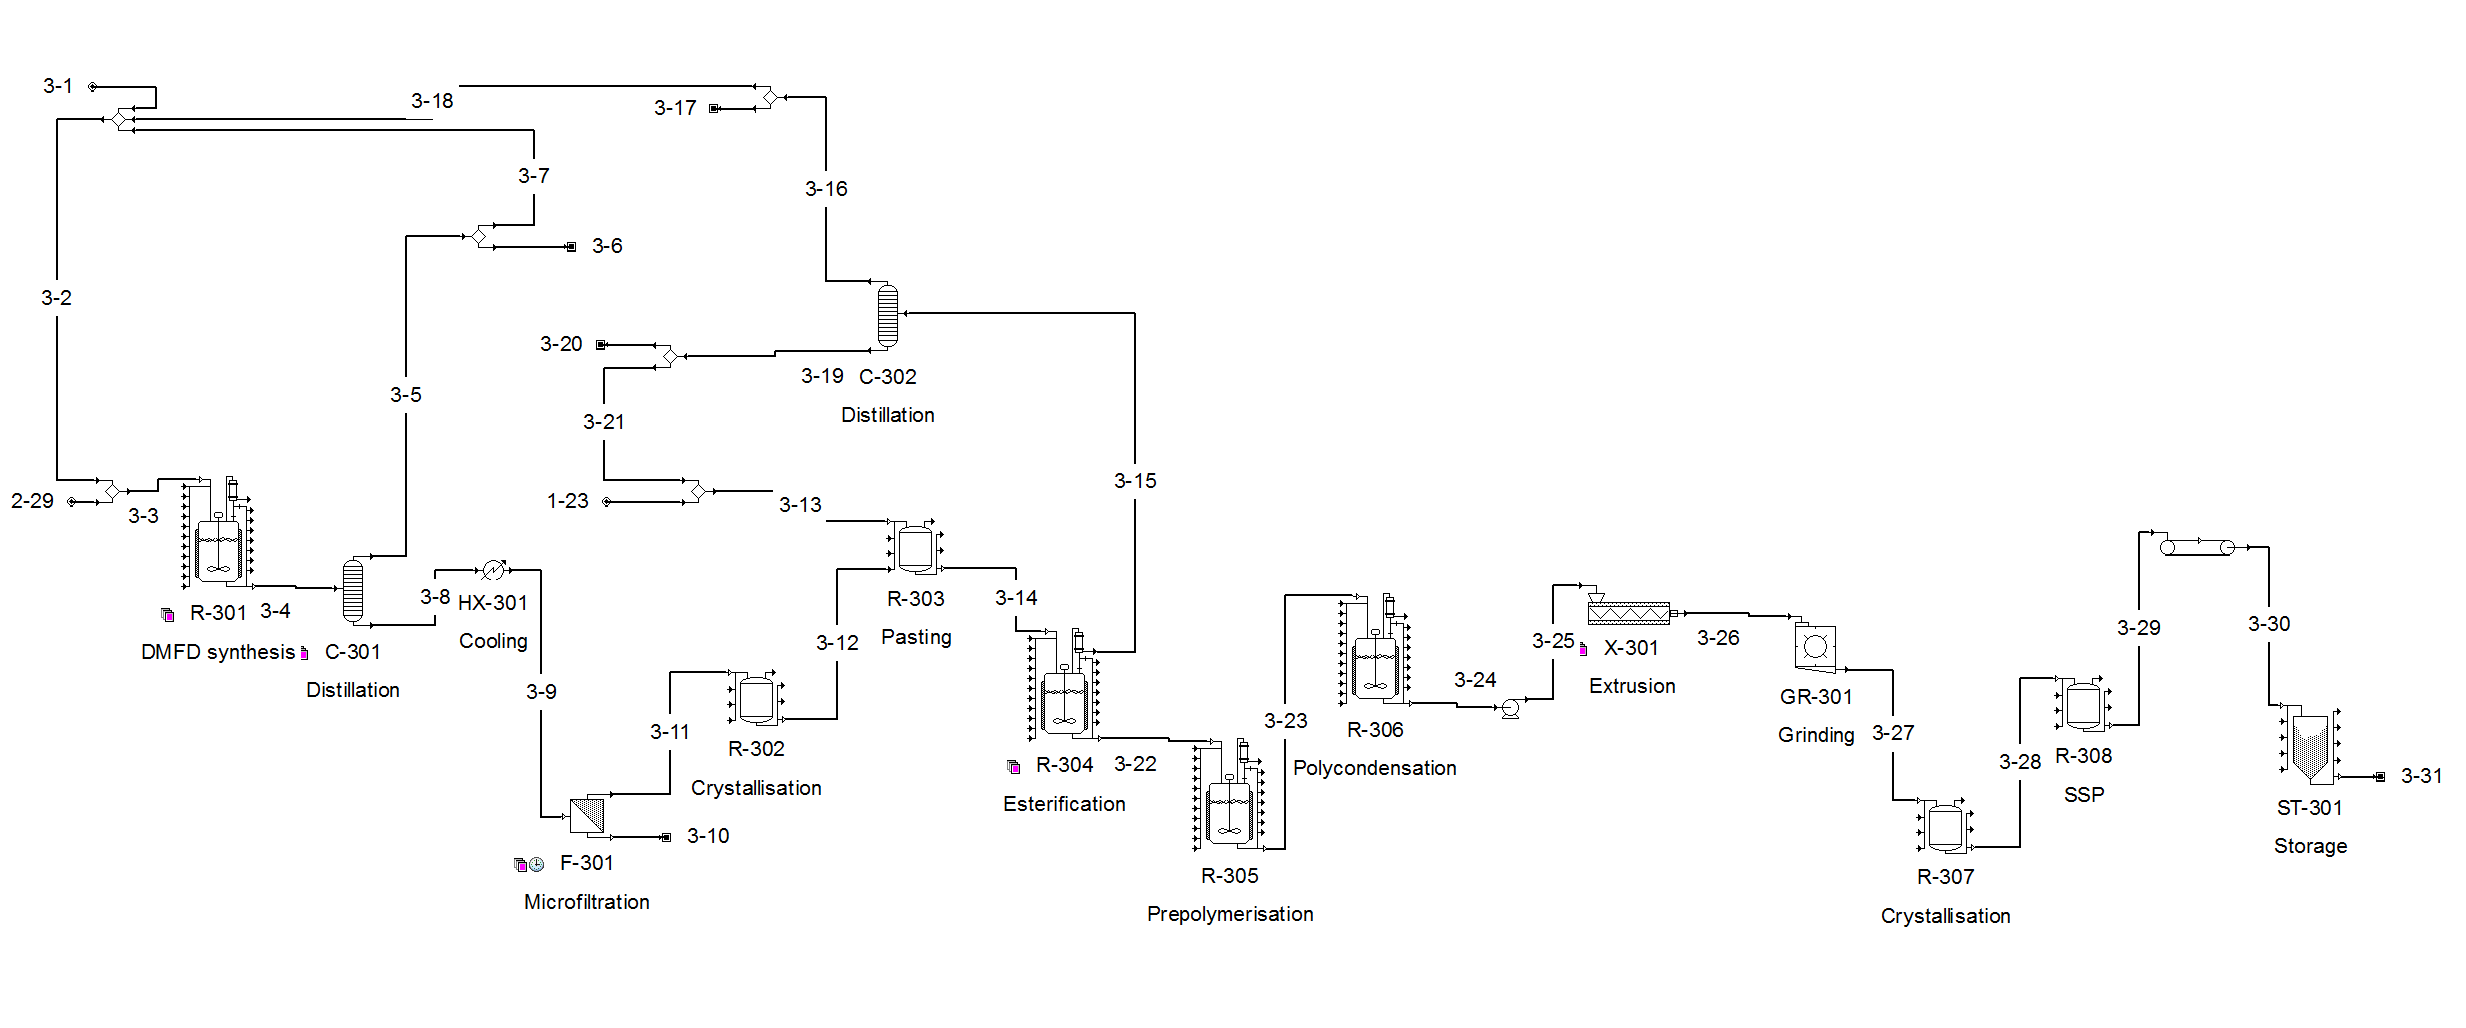 3-1
3-18
3-17
3-7
3-16
3-6
3-2
3-20
3-19
C-302
Distillation
3-5
3-21
3-15
2-29
3-3
1-23
3-13
R-301
DMFD synthesis
3-4
C-301
Distillation
3-8
HX-301
Cooling
3-9
R-303
Pasting
3-14
3-12
3-11
R-302
Crystallisation
3-10
F-301
Microfiltration
R-304
Esterification
3-22
R-305
Prepolymerisation
3-23
R-306
Polycondensation
3-24
3-25
X-301
Extrusion
3-26
GR-301
Grinding
3-27
R-307
Crystallisation
3-28
R-308
SSP
3-29
3-30
ST-301
Storage
3-31